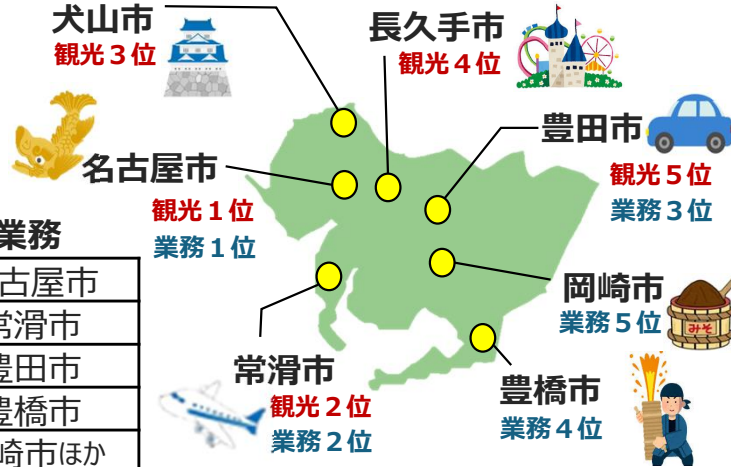 犬山市
観光３位
長久手市
観光４位
豊田市
観光５位
業務３位
名古屋市
観光１位
業務１位
岡崎市
業務５位
みそ
常滑市
観光２位
業務２位
豊橋市
業務４位
業務
古屋市
常滑市
豊田市
豊橋市
崎市ほか